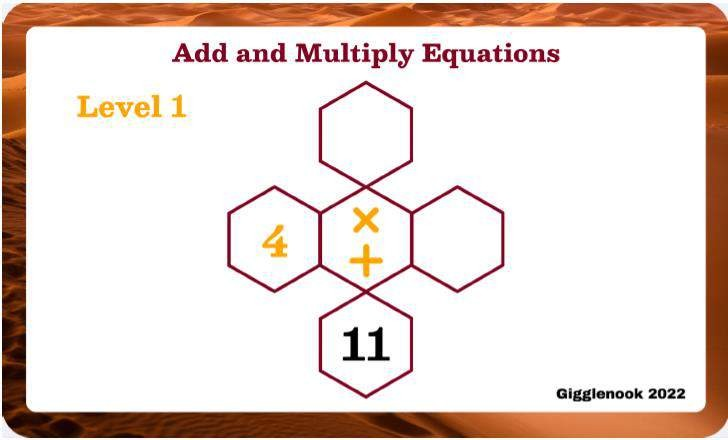 Add and Multiply Equations
Level 1
4
×
+
11
Gigglenook 2022